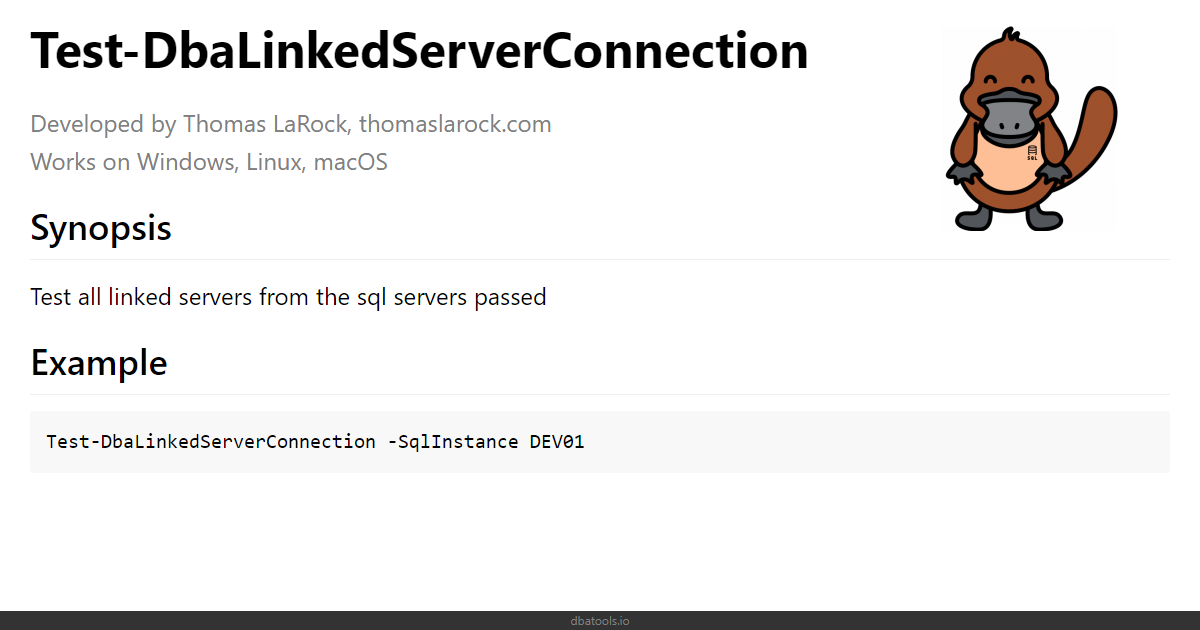 Test-DbaLinkedServerConnection
Developed by Thomas LaRock, thomaslarock.com
Works on Windows, Linux, macOS
SQL
Synopsis
Test all linked servers from the sql servers passed
Example
Test-DbaLinkedServerConnection -SqlInstance DEV01
dbatools.io